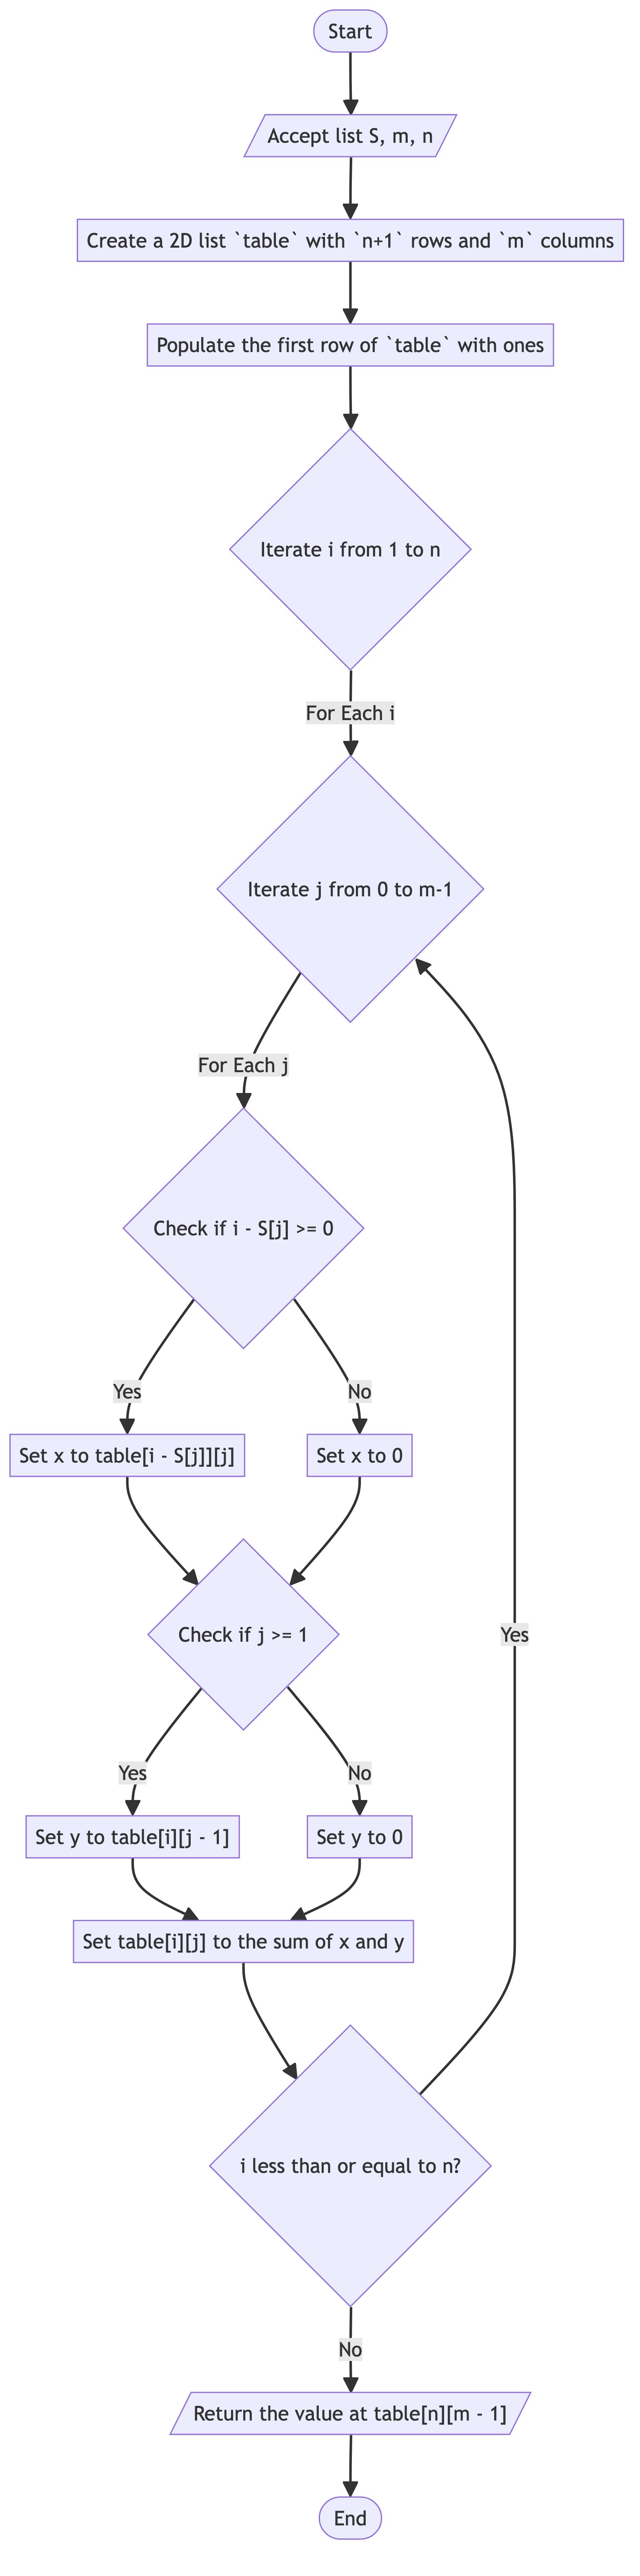 Start
Accept list S, m, n
Create a 2D list `table` with `n+1` rows and `m` columns
Populate the first row of `table` with ones
Iterate i from 1 to n
For Each i
Iterate j from 0 to m-1
For Each j
Check if i - S[j] >= 0
Yes
No
Set x to table[i - S[j]][j]
Set x to 0
Check if j >= 1
Yes
Yes
No
Set y to table[i][j - 1]
Set y to 0
Set table[i][j] to the sum of x and y
i less than or equal to n?
No
Return the value at table[n][m - 1]
End